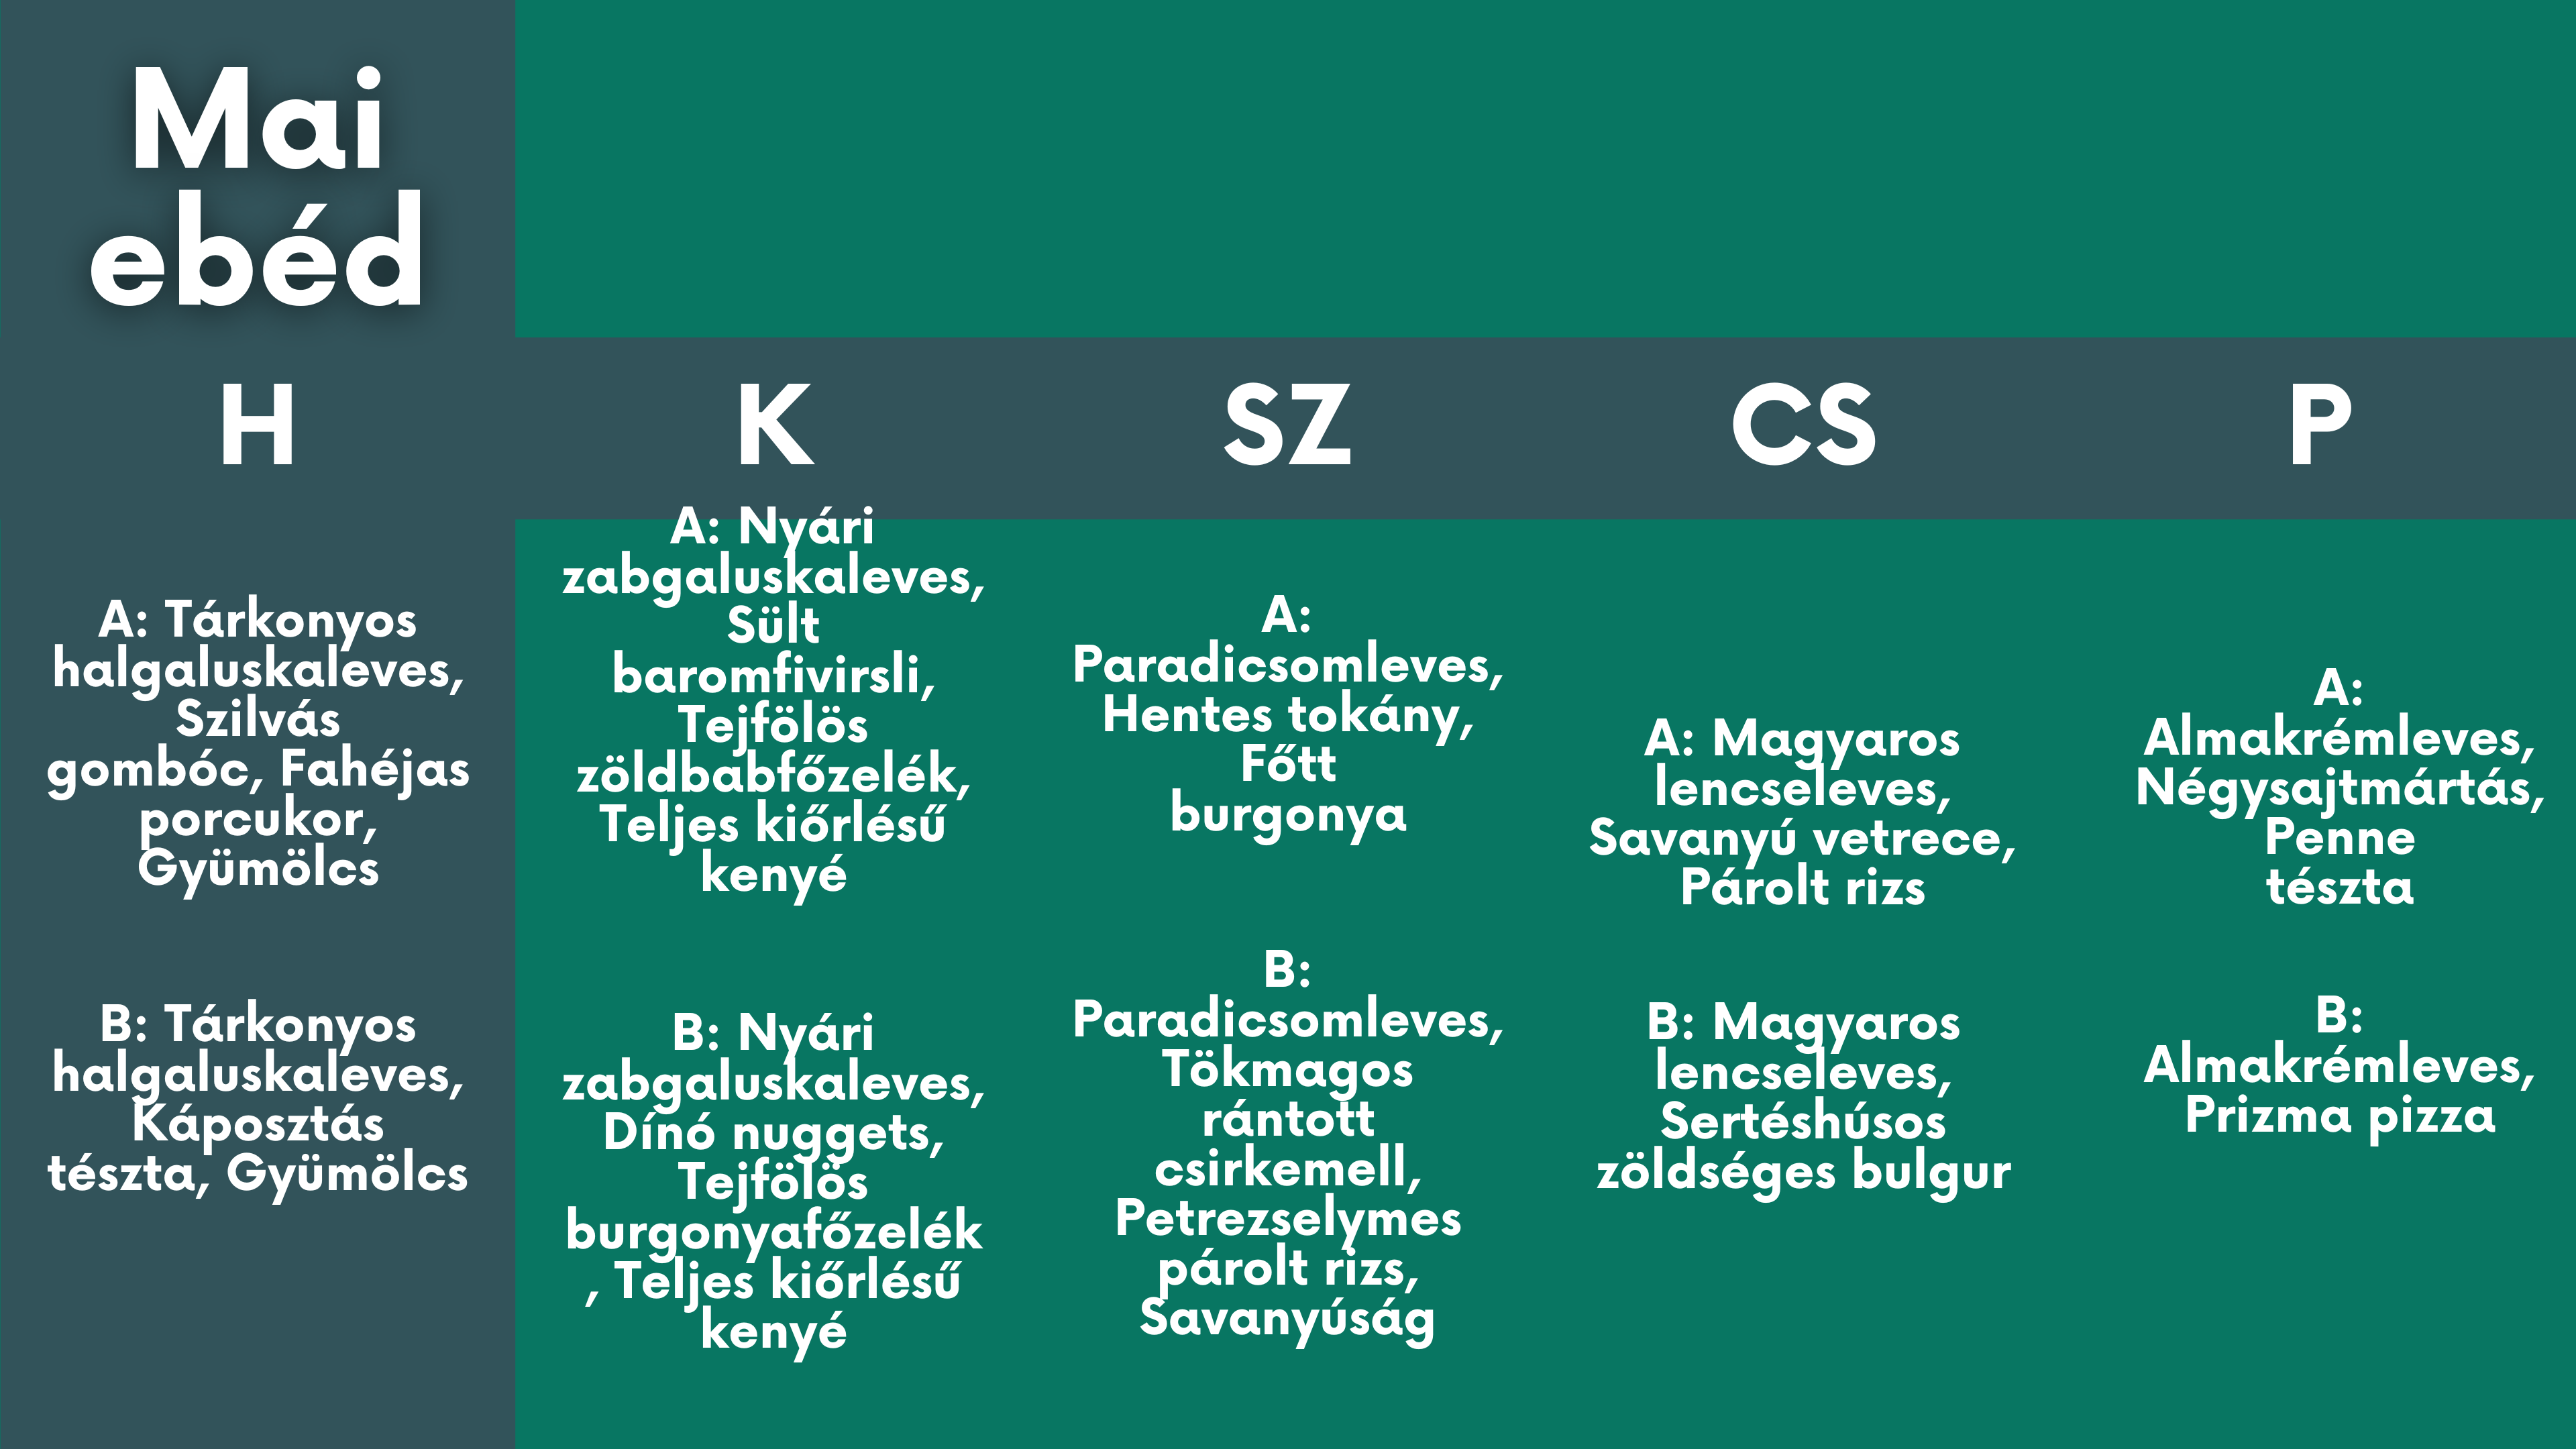 Mai
ebéd
H
K
SZ
CS
P
A: Tárkonyos
halgaluskaleves,
Szilvás
gombóc, Fahéjas
porcukor,
Gyümölcs
B: Tárkonyos
halgaluskaleves,
Káposztás
tészta, Gyümölcs
A: Nyári
zabgaluskaleves,
Sült
baromfivirsli,
Tejfölös
zöldbabfőzelék,
Teljes kiőrlésű
kenyé
B: Nyári
zabgaluskaleves,
Dínó nuggets,
Tejfölös
burgonyafőzelék
, Teljes kiőrlésű
kenyé
A:
Paradicsomleves,
Hentes tokány,
Főtt
burgonya
B:
Paradicsomleves,
Tökmagos
rántott
csirkemell,
Petrezselymes
párolt rizs,
Savanyúság
A: Magyaros
lencseleves,
Savanyú vetrece,
Párolt rizs
B: Magyaros
lencseleves,
Sertéshúsos
zöldséges bulgur
A:
Almakrémleves,
Négysajtmártás,
Penne
tészta
B:
Almakrémleves,
Prizma pizza